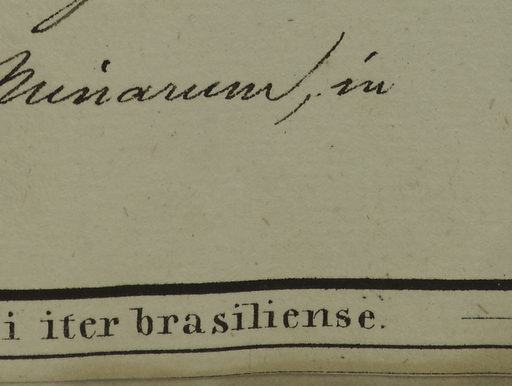 Minarum), in
i iter brasiliense.